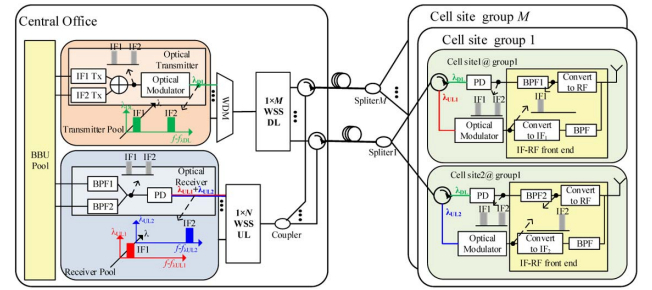 Central Office
Cell site group M
Cell site group 1
BBU
Pool
Optical
Transmitter
IF1 IF2
IF1 Tx
IF2 Tx
Optical
Modulator
λDL
IF1
IF2
f-fλDL
Transmitter Pool
WDM
1×M
WSS
DL
IF1 IF2
Optical
Receiver
BPF1
BPF2
PD
λUL1+λUL2
λUL2
λUL1
λ
IF1
IF2
f-fλUL2
f-fλUL1
Receiver Pool
1×N
WSS
UL
Coupler
SpliterM
Spliter1
Cell site1@ group1
λDL
PD
BPF1
Convert
to RF
λUL1
IF1 IF2
IF1
Optical
Modulator
Convert
to IF1
BPF
IF-RF front end
Cell site2@ group1
λDL
PD
BPF2
Convert
to RF
λUL2
IF1 IF2
IF2
Optical
Modulator
Convert
to IF2
BPF
IF-RF front end